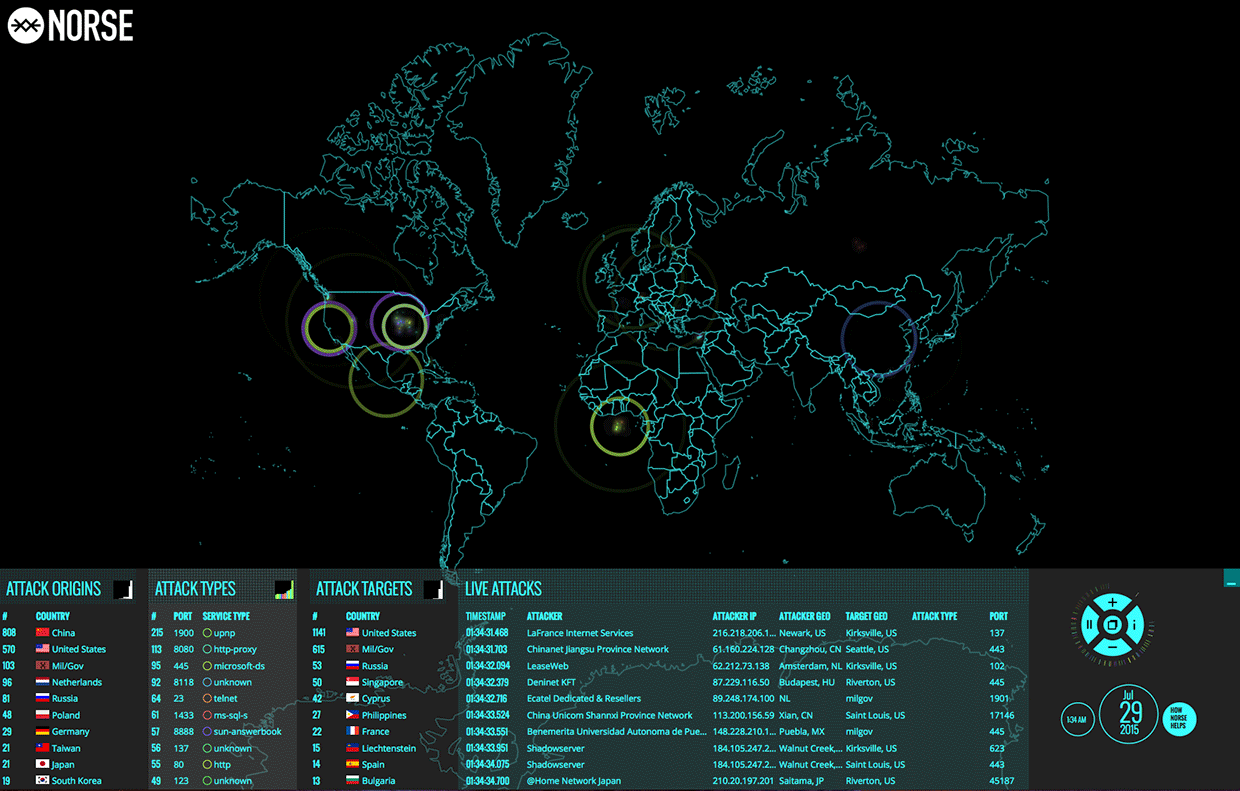 NORSE
ATTACK ORIGINS
# COUNTRY
808 China
570 United States
103 Mil/Gov
96 Netherlands
81 Russia
48 Poland
29 Germany
21 Taiwan
21 Japan
19 South Korea
ATTACK TYPES
# PORT SERVICE TYPE
215 1900 upnp
113 8080 http-proxy
95 445 microsoft-ds
92 8118 unknown
64 23 telnet
61 1433 ms-sql-s
57 8888 sun-answerbook
56 137 unknown
55 80 http
49 123 unknown
ATTACK TARGETS
# COUNTRY
1141 United States
615 Mil/Gov
53 Russia
50 Singapore
42 Cyprus
27 Philippines
22 France
15 Liechtenstein
14 Spain
13 Bulgaria
LIVE ATTACKS
TIMESTAMP ATTACKER ATTACKER IP ATTACKER GEO TARGET GEO ATTACK TYPE PORT
01:34:31.468 LaFrance Internet Services 216.218.206.1... Newark, US Kirksville, US 137
01:34:31.703 Chinanet Jiangsu Province Network 61.160.224.128 Changzhou, CN Seattle, US 443
01:34:32.094 LeaseWeb 62.212.73.138 Amsterdam, NL Kirksville, US 102
01:34:32.379 Deninet KFT 87.229.116.50 Budapest, HU Riverton, US 445
01:34:32.716 Ecatel Dedicated & Resellers 89.248.174.100 NL milgov 1901
01:34:33.524 China Unicom Shannxi Province Network 113.200.156.59 Xian, CN Saint Louis, US 17146
01:34:33.551 Benemerita Universidad Autonoma de Pue... 148.228.210.1... Puebla, MX milgov 445
01:34:33.951 Shadowserver 184.105.247.2... Walnut Creek,... Kirksville, US 623
01:34:34.075 Shadowserver 184.105.247.2... Walnut Creek,... Saint Louis, US 443
01:34:34.700 @Home Network Japan 210.20.197.201 Saitama, JP Riverton, US 45187
1:34 AM
Jul
29
2015
HOW
NORSE
HELPS